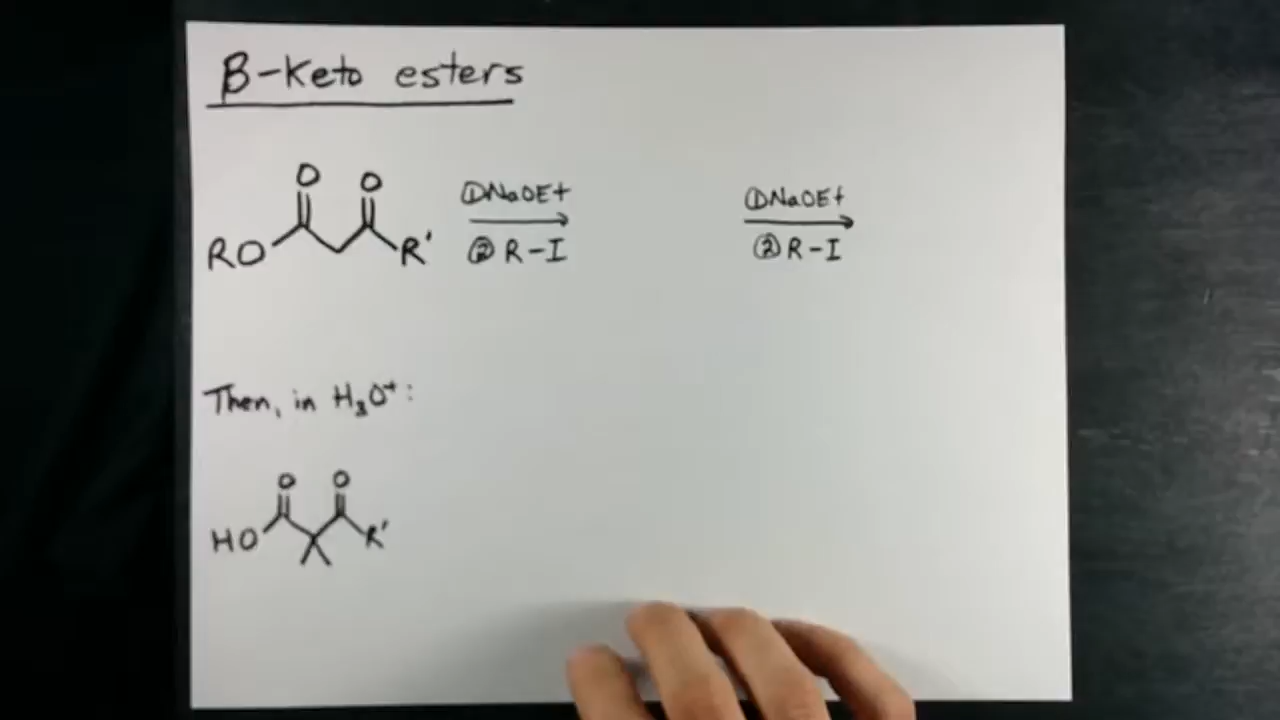 β-Keto esters
O O
①NaOEt ①NaOEt
RO R' ②R-I ②R-I
Then, in H₃O⁺:
O O
HO R'